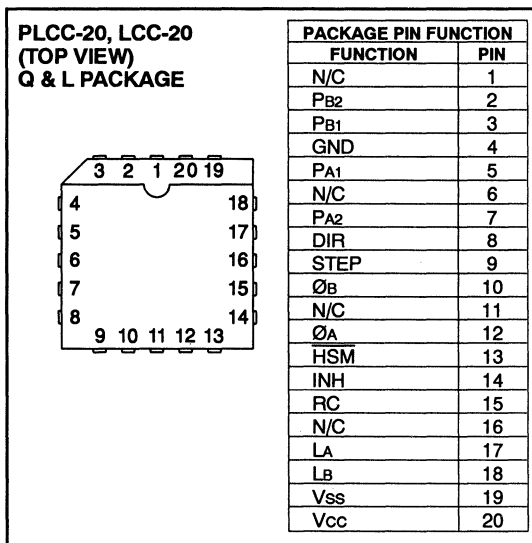 PLCC-20, LCC-20
(TOP VIEW)
Q & L PACKAGE
3 2 1 20 19
4 18
5 17
6 16
7 15
8 14
9 10 11 12 13
PACKAGE PIN FUNCTION
FUNCTION PIN
N/C 1
PB2 2
PB1 3
GND 4
PA1 5
N/C 6
PA2 7
DIR 8
STEP 9
ØB 10
N/C 11
ØA 12
HSM 13
INH 14
RC 15
N/C 16
LA 17
LB 18
Vss 19
Vcc 20